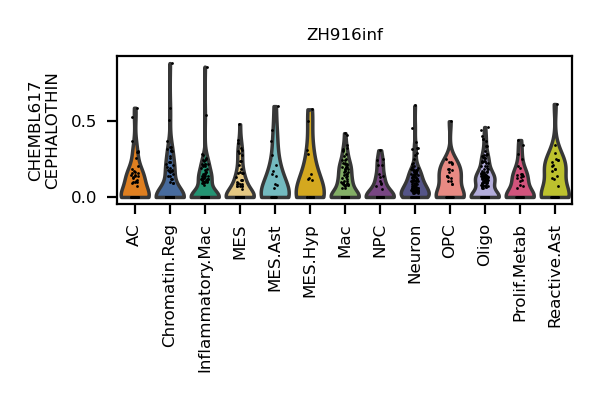 ZH916inf
CHEMBL617
CEPHALOTHIN
0.5
0.0
AC
Chromatin.Reg
Inflammatory.Mac
MES
MES.Ast
MES.Hyp
Mac
NPC
Neuron
OPC
Oligo
Prolif.Metab
Reactive.Ast